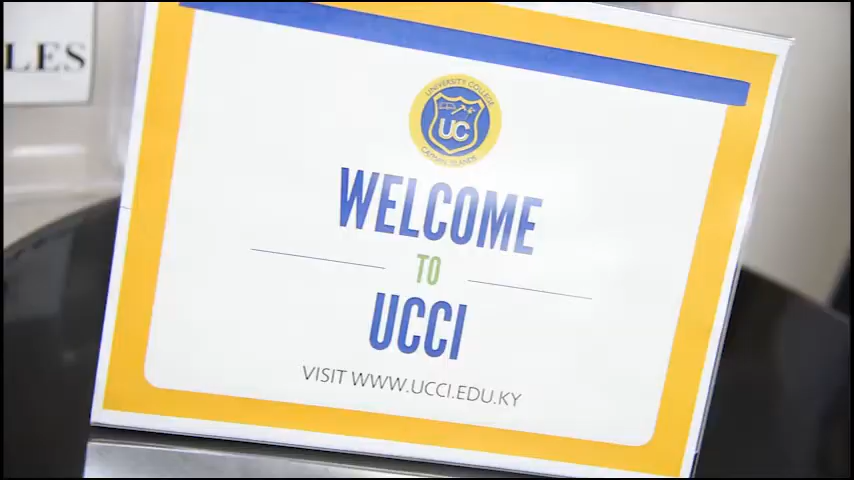 LES
UNIVERSITY COLLEGE
UC
CAYMAN ISLANDS
WELCOME
TO
UCCI
VISIT WWW.UCCI.EDU.KY